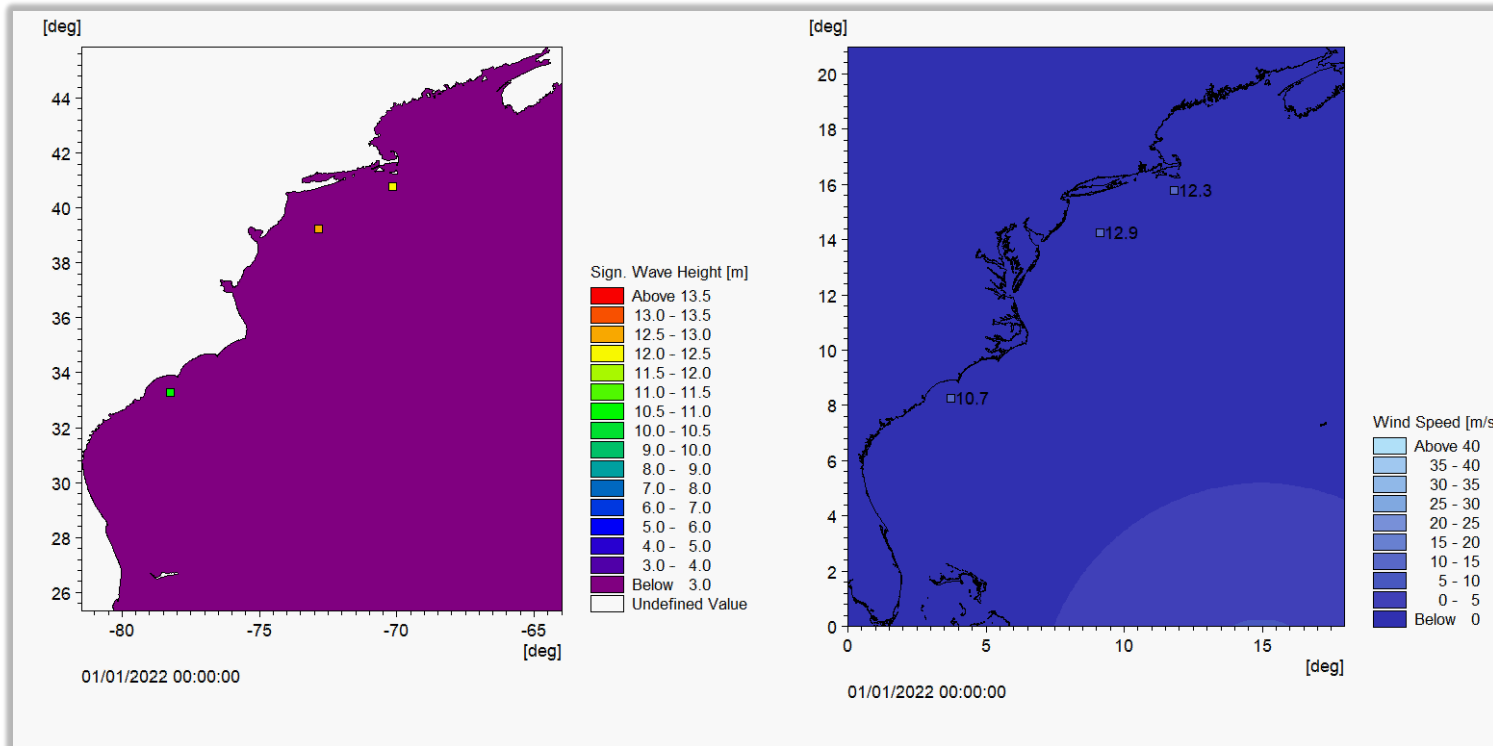 [deg]
44
42
40
38
36
34
32
30
28
26
-80
-75
-70
-65
[deg]
01/01/2022 00:00:00
Sign. Wave Height [m]
Above 13.5
13.0 - 13.5
12.5 - 13.0
12.0 - 12.5
11.5 - 12.0
11.0 - 11.5
10.5 - 11.0
10.0 - 10.5
9.0 - 10.0
8.0 - 9.0
7.0 - 8.0
6.0 - 7.0
5.0 - 6.0
4.0 - 5.0
3.0 - 4.0
Below 3.0
Undefined Value
[deg]
20
18
16
14
12
10
8
6
4
2
0
12.3
12.9
10.7
0
5
10
15
[deg]
01/01/2022 00:00:00
Wind Speed [m/s
Above 40
35 - 40
30 - 35
25 - 30
20 - 25
15 - 20
10 - 15
5 - 10
0 - 5
Below 0